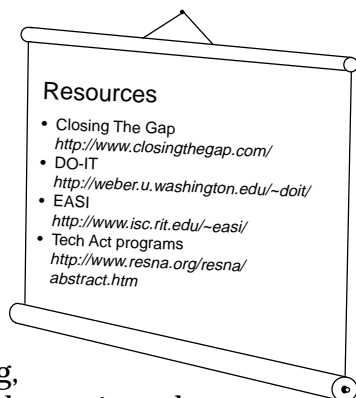 Resources
• Closing The Gap
http://www.closingthegap.com/
• DO-IT
http://weber.u.washington.edu/~doit/
• EASI
http://www.isc.rit.edu/~easi/
• Tech Act programs
http://www.resna.org/resna/
abstract.htm
g,